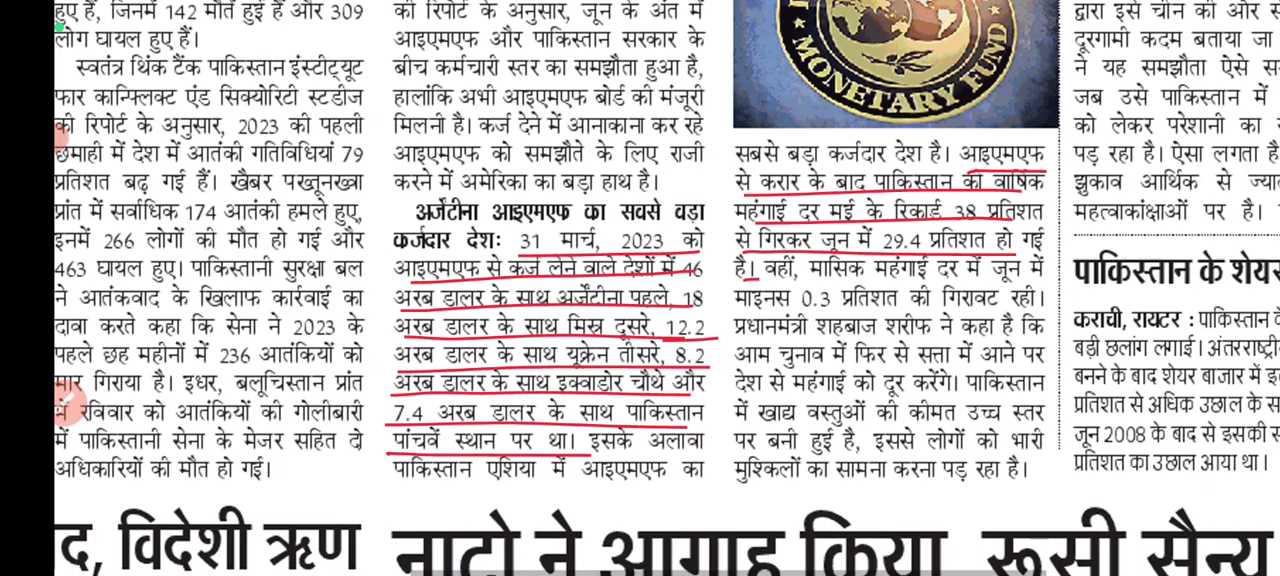 हुए हैं, जिनमें 142 मौतें हुई हैं और 309
लोग घायल हुए हैं।
स्वतंत्र थिंक टैंक पाकिस्तान इंस्टीट्यूट
फार कान्फ्लिक्ट एंड सिक्योरिटी स्टडीज
की रिपोर्ट के अनुसार, 2023 की पहली
छमाही में देश में आतंकी गतिविधियां 79
प्रतिशत बढ़ गई हैं। खैबर पख्तूनख्वा
प्रांत में सर्वाधिक 174 आतंकी हमले हुए,
इनमें 266 लोगों की मौत हो गई और
463 घायल हुए। पाकिस्तानी सुरक्षा बल
ने आतंकवाद के खिलाफ कार्रवाई का
दावा करते कहा कि सेना ने 2023 के
पहले छह महीनों में 236 आतंकियों को
मार गिराया है। इधर, बलूचिस्तान प्रांत
में रविवार को आतंकियों की गोलीबारी
में पाकिस्तानी सेना के मेजर सहित दो
अधिकारियों की मौत हो गई।
की रिपोर्ट के अनुसार, जून के अंत में
आइएमएफ और पाकिस्तान सरकार के
बीच कर्मचारी स्तर का समझौता हुआ है,
हालांकि अभी आइएमएफ बोर्ड की मंजूरी
मिलनी है। कर्ज देने में आनाकाना कर रहे
आइएमएफ को समझौते के लिए राजी
करने में अमेरिका का बड़ा हाथ है।
अर्जेंटीना आइएमएफ का सबसे बड़ा
कर्जदार देशः 31 मार्च, 2023 को
आइएमएफ से कर्ज लेने वाले देशों में 46
अरब डालर के साथ अर्जेंटीना पहले, 18
अरब डालर के साथ मिस्र दूसरे, 12.2
अरब डालर के साथ यूक्रेन तीसरे, 8.2
अरब डालर के साथ इक्वाडोर चौथे और
7.4 अरब डालर के साथ पाकिस्तान
पांचवें स्थान पर था। इसके अलावा
पाकिस्तान एशिया में आइएमएफ का
MONETARY FUND
सबसे बड़ा कर्जदार देश है। आइएमएफ
से करार के बाद पाकिस्तान की वार्षिक
महंगाई दर मई के रिकार्ड 38 प्रतिशत
से गिरकर जून में 29.4 प्रतिशत हो गई
है। वहीं, मासिक महंगाई दर में जून में
माइनस 0.3 प्रतिशत की गिरावट रही।
प्रधानमंत्री शहबाज शरीफ ने कहा है कि
आम चुनाव में फिर से सत्ता में आने पर
देश से महंगाई को दूर करेंगे। पाकिस्तान
में खाद्य वस्तुओं की कीमत उच्च स्तर
पर बनी हुई है, इससे लोगों को भारी
मुश्किलों का सामना करना पड़ रहा है।
द्वारा इसे चीन की और
दूरगामी कदम बताया जा
ने यह समझौता ऐसे
जब उसे पाकिस्तान में
को लेकर परेशानी का
पड़ रहा है। ऐसा लगता है
झुकाव आर्थिक से
महत्वाकांक्षाओं पर है।
पाकिस्तान के शेयर
कराची, रायटर : पाकिस्तान
बड़ी छलांग लगाई। अंतरराष्ट्रीय
बनने के बाद शेयर बाजार में
प्रतिशत से अधिक उछाल के
जून 2008 के बाद से इसकी
प्रतिशत का उछाल आया था।
द, विदेशी ऋण
नाटो ने आगाह किया, रूसी सैन्य